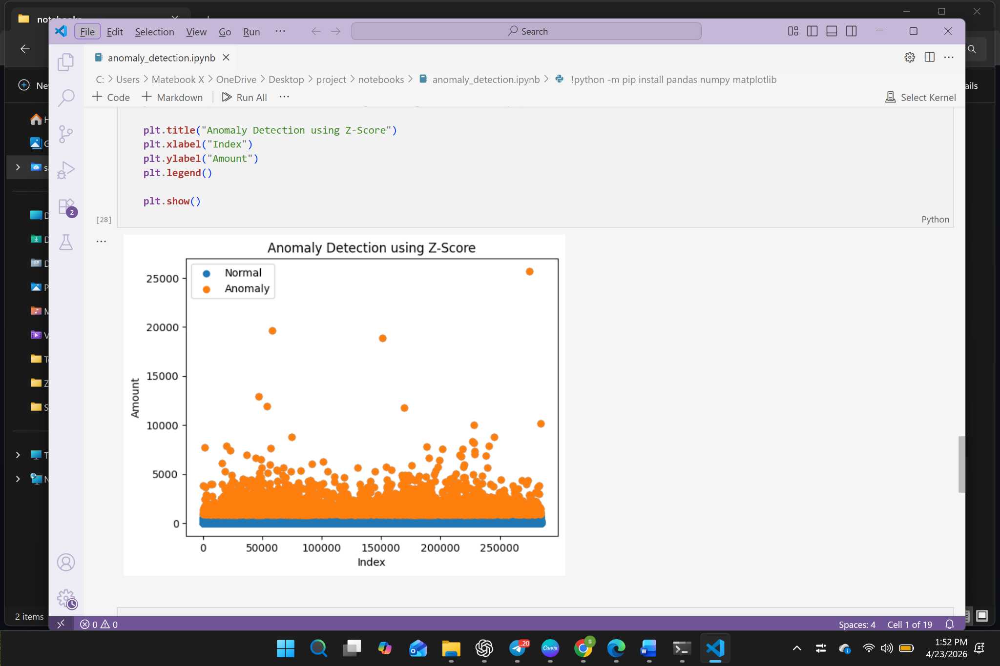 File Edit Selection View Go Run ··· Search
anomaly_detection.ipynb
C: > Users > Matebook X > OneDrive > Desktop > project > notebooks > anomaly_detection.ipynb > !python -m pip install pandas numpy matplotlib
+ Code + Markdown Run All ··· Select Kernel
plt.title("Anomaly Detection using Z-Score")
plt.xlabel("Index")
plt.ylabel("Amount")
plt.legend()
plt.show()
[28]
Python
Anomaly Detection using Z-Score
Normal
Anomaly
25000
20000
15000
10000
5000
0
Amount
0 50000 100000 150000 200000 250000
Index
2 items
0 0
Spaces: 4 Cell 1 of 19
2
..20
Canva
1:52 PM
4/23/2026